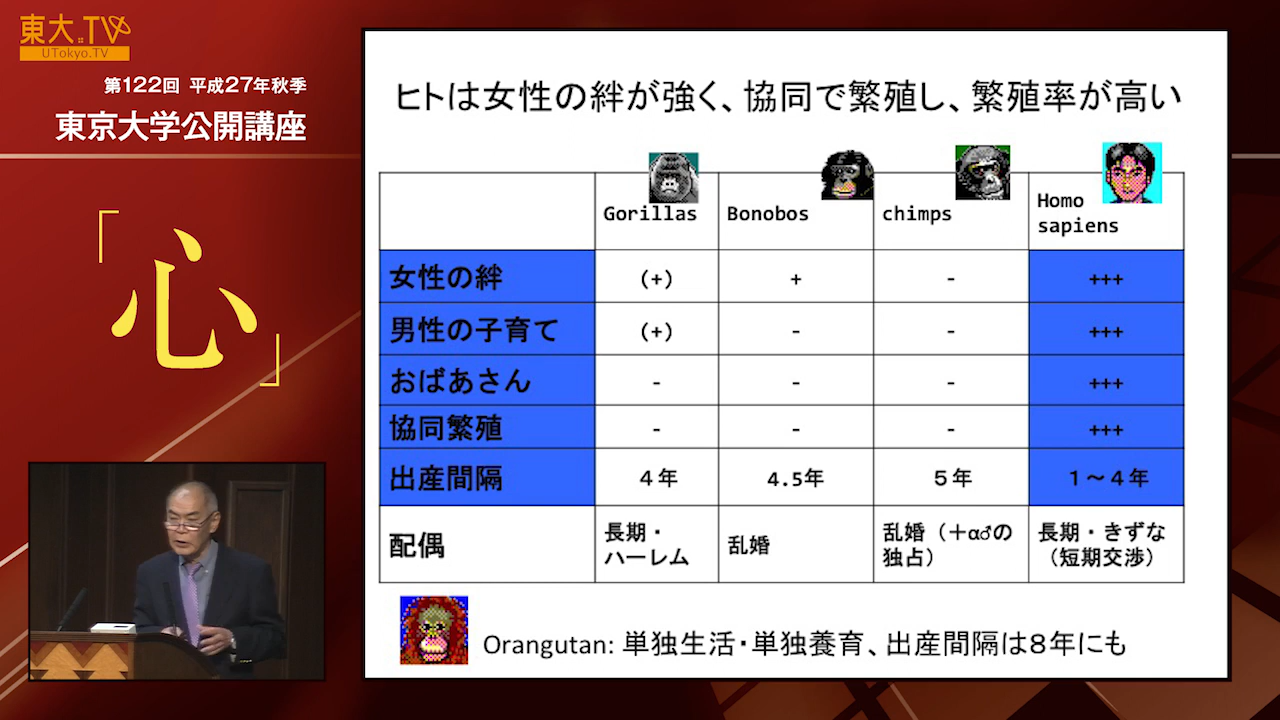 東大.TV
UTokyo.TV
第122回 平成27年秋季
東京大学公開講座
「心」
ヒトは女性の絆が強く、協同で繁殖し、繁殖率が高い
Gorillas Bonobos chimps Homo sapiens
女性の絆 (+) + - +++
男性の子育て (+) - - +++
おばあさん - - - +++
協同繁殖 - - - +++
出産間隔 4年 4.5年 5年 1〜4年
配偶 長期・ハーレム 乱婚 乱婚（＋α♂の独占） 長期・きずな（短期交渉）
Orangutan: 単独生活・単独養育、出産間隔は８年にも